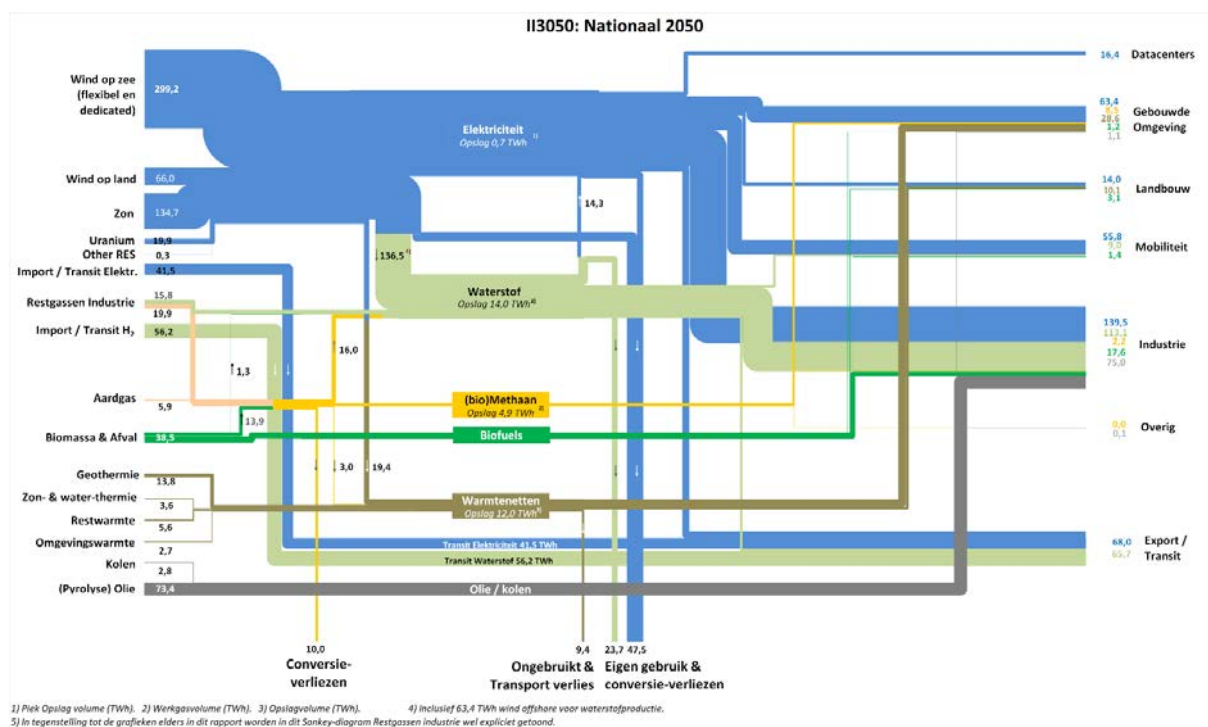 II3050: Nationaal 2050
Wind op zee
(flexibel en
dedicated)
299,2
Wind op land
66,0
Zon
134,7
Uranium
19,9
Other RES
0,3
Import / Transit Elektr.
41,5
Restgassen Industrie
15,8
19,9
Import / Transit H₂
56,2
Aardgas
5,9
Biomassa & Afval
38,5
Geothermie
13,8
Zon- & water-thermie
3,6
Restwarmte
5,6
Omgevingswarmte
2,7
Kolen
2,8
(Pyrolyse) Olie
73,4
Elektriciteit
Opslag 0,7 TWh 1)
14,3
136,5 4)
Waterstof
Opslag 14,0 TWh
16,0
1,3
13,9
(bio)Methaan
Opslag 4,9 TWh 2)
Biofuels
3,0
19,4
Warmtenetten
Opslag 12,0 TWh 3)
Transit Elektriciteit 41,5 TWh
Transit Waterstof 56,2 TWh
Olie / kolen
10,0
Conversie-
verliezen
9,4
Ongebruikt &
Transport verlies
23,7
47,5
Eigen gebruik &
conversie-verliezen
16,4
Datacenters
63,4
8,5
28,6
1,2
1,1
Gebouwde
Omgeving
14,0
10,1
3,1
Landbouw
55,8
9,0
1,4
Mobiliteit
139,5
2,2
17,6
75,0
Industrie
0,0
0,1
Overig
68,0
65,7
Export /
Transit
1) Piek Opslag volume (TWh). 2) Werkgasvolume (TWh). 3) Opslagvolume (TWh). 4) Inclusief 63,4 TWh wind offshore voor waterstofproductie.
5) In tegenstelling tot de grafieken elders in dit rapport worden in dit Sankey-diagram Restgassen industrie wel expliciet getoond.